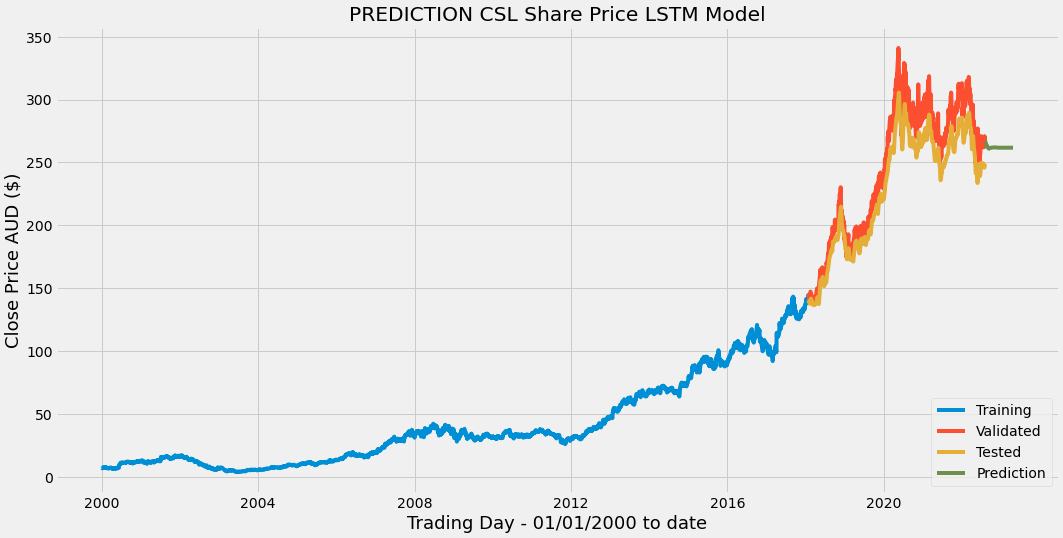 PREDICTION CSL Share Price LSTM Model
Close Price AUD ($)
350
300
250
200
150
100
50
0
2000
2004
2008
2012
2016
2020
Trading Day - 01/01/2000 to date
Training
Validated
Tested
Prediction